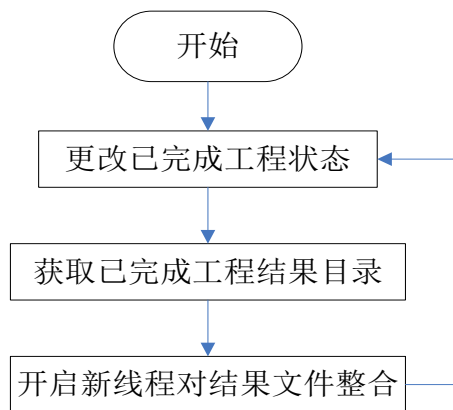 开始
更改已完成工程状态
获取已完成工程结果目录
开启新线程对结果文件整合